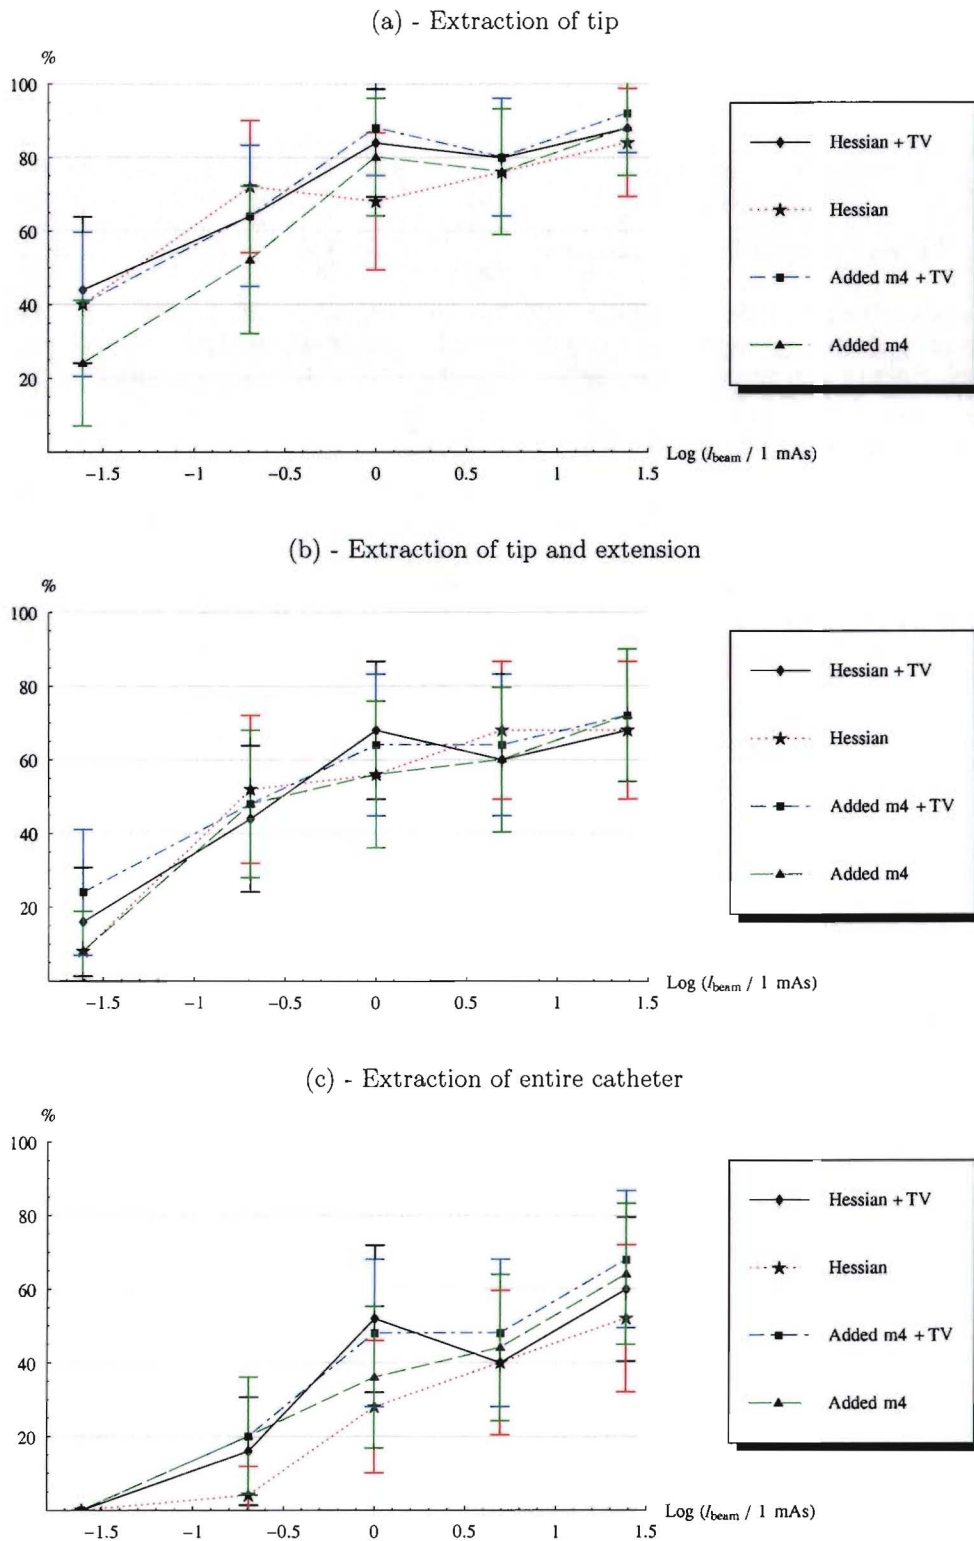 (a) - Extraction of tip
%
100
80
60
40
20
−1.5 −1 −0.5 0 0.5 1 1.5
Log (Ibeam / 1 mAs)
Hessian + TV
Hessian
Added m4 + TV
Added m4
(b) - Extraction of tip and extension
%
100
80
60
40
20
−1.5 −1 −0.5 0 0.5 1 1.5
Log (Ibeam / 1 mAs)
Hessian + TV
Hessian
Added m4 + TV
Added m4
(c) - Extraction of entire catheter
%
100
80
60
40
20
−1.5 −1 −0.5 0 0.5 1 1.5
Log (Ibeam / 1 mAs)
Hessian + TV
Hessian
Added m4 + TV
Added m4